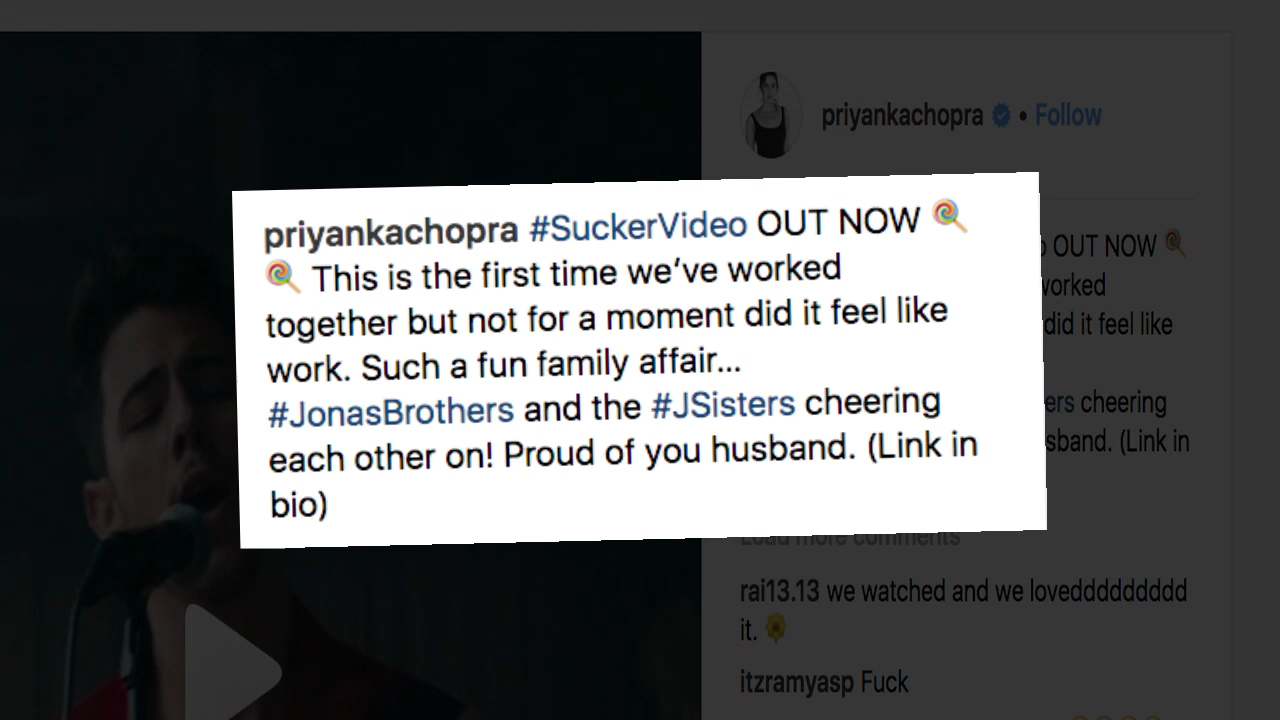 priyankachopra • Follow
priyankachopra #SuckerVideo OUT NOW 🍭
🍭 This is the first time we’ve worked
together but not for a moment did it feel like
work. Such a fun family affair...
#JonasBrothers and the #JSisters cheering
each other on! Proud of you husband. (Link in
bio)
OUT NOW 🍭
worked
did it feel like
ers cheering
sband. (Link in
Load more comments
rai13.13 we watched and we lovedddddddddd
it. 🌻
itzramyasp Fuck